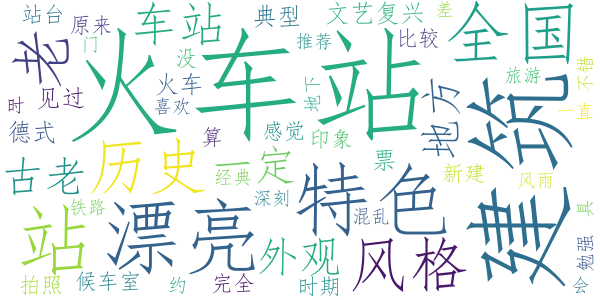 站台
原来
车站
典型
文艺复兴
差
全国
老
门
火车站
没
推荐
比较
地方
旅游
不错
时
见过
火车
喜欢
地下
建筑
一直
德式
算
感觉
印象
票
古老
历史
一定
经典
深刻
特色
新建
风雨
站
铁路
漂亮
混乱
外观
风格
具
勉强
拍照
候车室
约
完全
时期
会